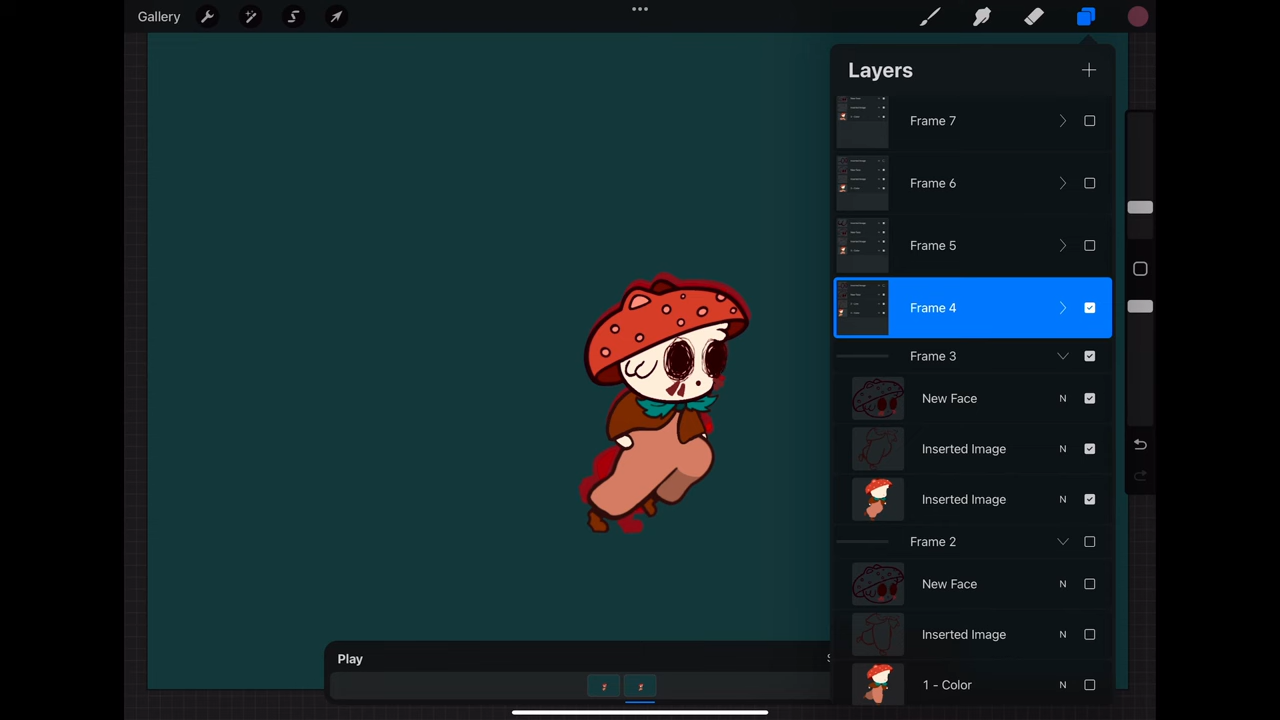 Gallery
Layers
Frame 7
Frame 6
Frame 5
Frame 4
Frame 3
New Face N
Inserted Image N
Inserted Image N
Frame 2
New Face N
Inserted Image N
1 - Color N
Play